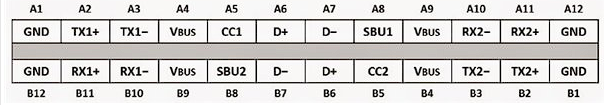 A1 A2 A3 A4 A5 A6 A7 A8 A9 A10 A11 A12
GND TX1+ TX1− VBUS CC1 D+ D− SBU1 VBUS RX2− RX2+ GND
GND RX1+ RX1− VBUS SBU2 D− D+ CC2 VBUS TX2− TX2+ GND
B12 B11 B10 B9 B8 B7 B6 B5 B4 B3 B2 B1